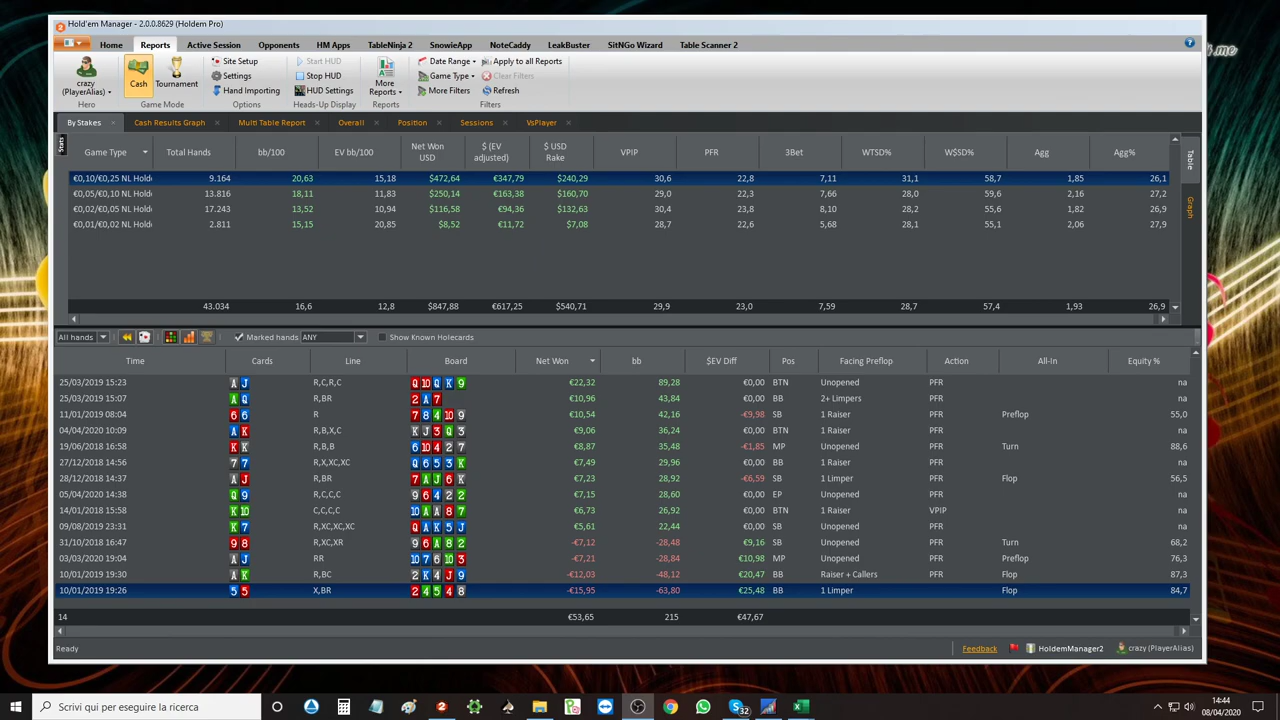 Hold'em Manager - 2.0.0.8629 (Holdem Pro)
Home Reports Active Session Opponents HM Apps TableNinja 2 SnowieApp NoteCaddy LeakBuster SitNGo Wizard Table Scanner 2
crazy (PlayerAlias)
Hero
Cash Tournament
Game Mode
Site Setup
Settings
Hand Importing
Options
Start HUD
Stop HUD
HUD Settings
Heads-Up Display
More Reports
Reports
Date Range Apply to all Reports
Game Type Clear Filters
More Filters Refresh
Filters
By Stakes Cash Results Graph Multi Table Report Overall Position Sessions VsPlayer
Stats
Game Type Total Hands bb/100 EV bb/100 Net Won USD $ (EV adjusted) $ USD Rake VPIP PFR 3Bet WTSD% W$SD% Agg Agg%
€0,10/€0,25 NL Hold 9.164 20,63 15,18 $472,64 €347,79 $240,29 30,6 22,8 7,11 31,1 58,7 1,85 26,1
€0,05/€0,10 NL Hold 13.816 18,11 11,83 $250,14 €163,38 $160,70 29,0 22,3 7,66 28,0 59,6 2,16 27,2
€0,02/€0,05 NL Hold 17.243 13,52 10,94 $116,58 €94,36 $132,63 30,4 23,8 8,10 28,2 55,6 1,82 26,9
€0,01/€0,02 NL Hold 2.811 15,15 20,85 $8,52 €11,72 $7,08 28,7 22,6 5,68 28,1 55,1 2,06 27,9
43.034 16,6 12,8 $847,88 €617,25 $540,71 29,9 23,0 7,59 28,7 57,4 1,93 26,9
Table
Graph
All hands Marked hands ANY Show Known Holecards
Time Cards Line Board Net Won bb $EV Diff Pos Facing Preflop Action All-In Equity %
25/03/2019 15:23 A J R,C,R,C Q 10 Q K 9 €22,32 89,28 €0,00 BTN Unopened PFR na
25/03/2019 15:07 A Q R,BR 2 A 7 €10,96 43,84 €0,00 BB 2+ Limpers PFR na
11/01/2019 08:04 6 6 R 7 8 4 10 9 €10,54 42,16 -€9,98 SB 1 Raiser PFR Preflop 55,0
04/04/2020 10:09 A K R,B,X,C K J 3 Q 3 €9,06 36,24 €0,00 BTN 1 Raiser PFR na
19/06/2018 16:58 K K R,B,B 6 10 4 2 7 €8,87 35,48 -€1,85 MP Unopened PFR Turn 88,6
27/12/2018 14:56 7 7 R,X,XC,XC Q 6 5 3 K €7,49 29,96 €0,00 BB 1 Raiser PFR na
28/12/2018 14:37 A J R,BR 7 A J 6 K €7,23 28,92 -€6,59 SB 1 Limper PFR Flop 56,5
05/04/2020 14:38 Q 9 R,C,C,C 9 6 4 2 2 €7,15 28,60 €0,00 EP Unopened PFR na
14/01/2018 15:58 K 10 C,C,C,C 10 A A 8 7 €6,73 26,92 €0,00 BTN 1 Raiser VPIP na
09/08/2019 23:31 K 7 R,XC,XC,XC Q A K 5 J €5,61 22,44 €0,00 SB Unopened PFR na
31/10/2018 16:47 9 8 R,XC,XR 9 6 A 8 2 -€7,12 -28,48 €9,16 SB Unopened PFR Turn 68,2
03/03/2020 19:04 A J RR 10 7 6 10 3 -€7,21 -28,84 €10,98 MP Unopened PFR Preflop 76,3
10/01/2019 19:30 A K R,BC 2 K 4 J 9 -€12,03 -48,12 €20,47 BB Raiser + Callers PFR Flop 87,3
10/01/2019 19:26 5 5 X,BR 2 4 5 4 8 -€15,95 -63,80 €25,48 BB 1 Limper Flop 84,7
14 €53,65 215 €47,67
Ready Feedback HoldemManager2 crazy (PlayerAlias)
Scrivi qui per eseguire la ricerca
32
14:44
08/04/2020